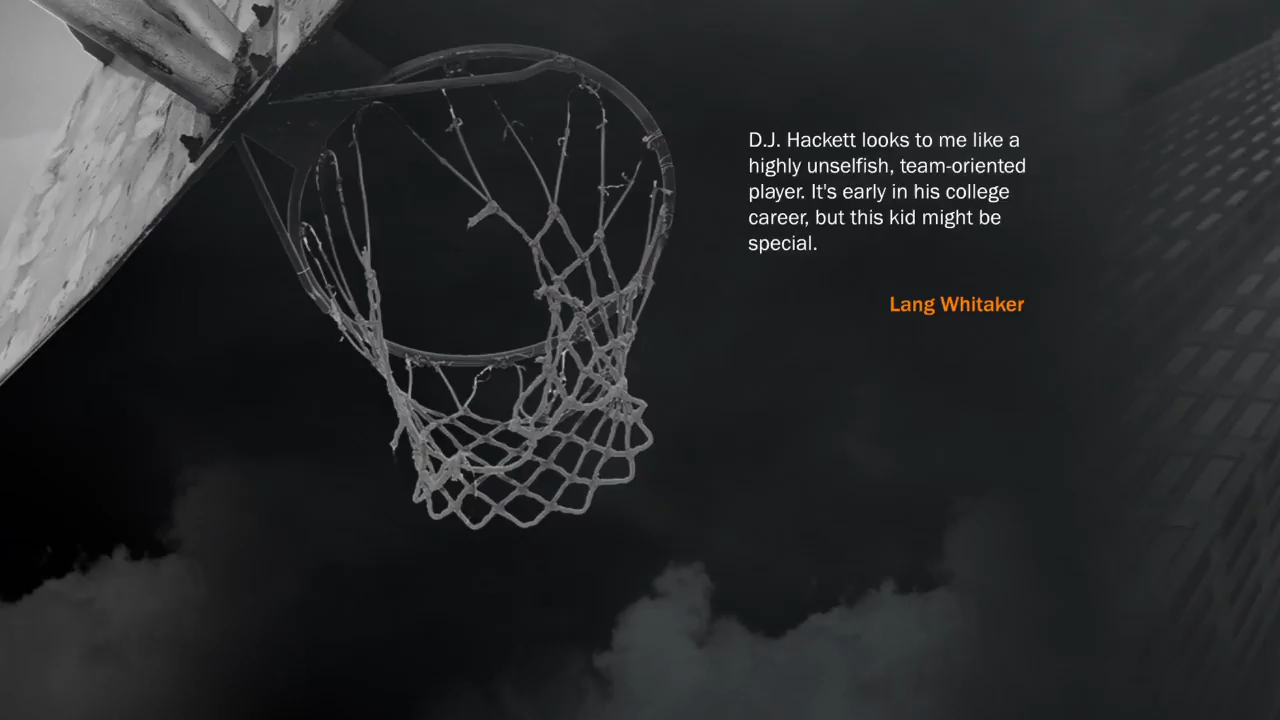 D.J. Hackett looks to me like a
highly unselfish, team-oriented
player. It's early in his college
career, but this kid might be
special.
Lang Whitaker